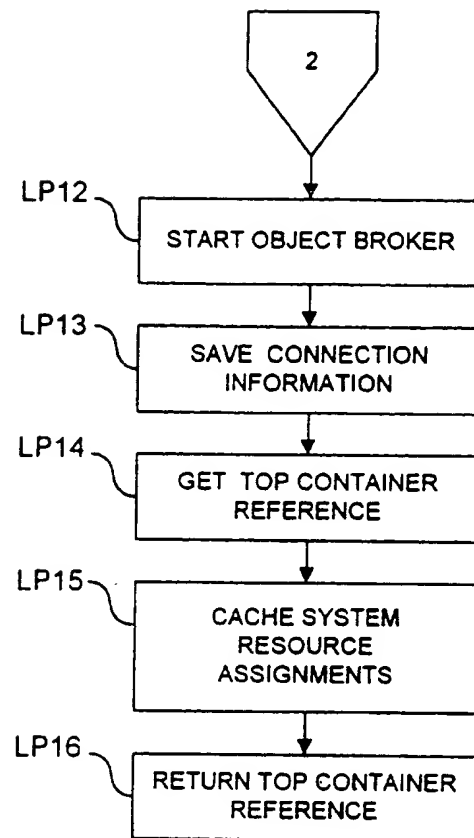 2
LP12
START OBJECT BROKER
LP13
SAVE CONNECTION
INFORMATION
LP14
GET TOP CONTAINER
REFERENCE
LP15
CACHE SYSTEM
RESOURCE
ASSIGNMENTS
LP16
RETURN TOP CONTAINER
REFERENCE